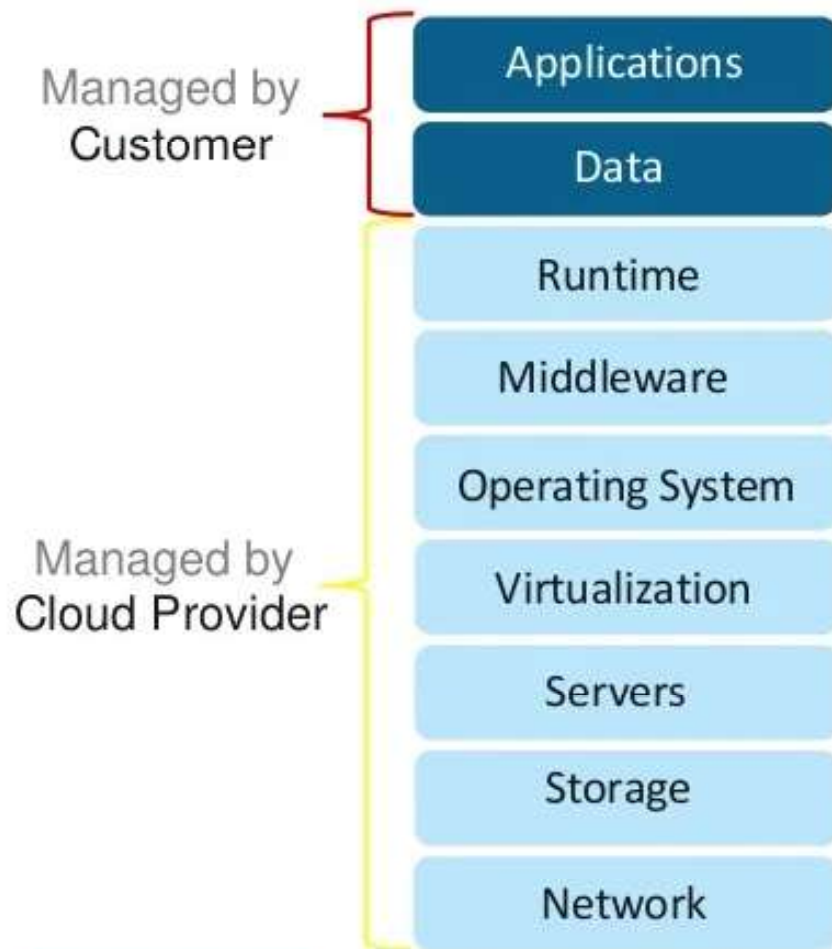 Managed by
Customer
Applications
Data
Runtime
Middleware
Operating System
Managed by
Cloud Provider
Virtualization
Servers
Storage
Network